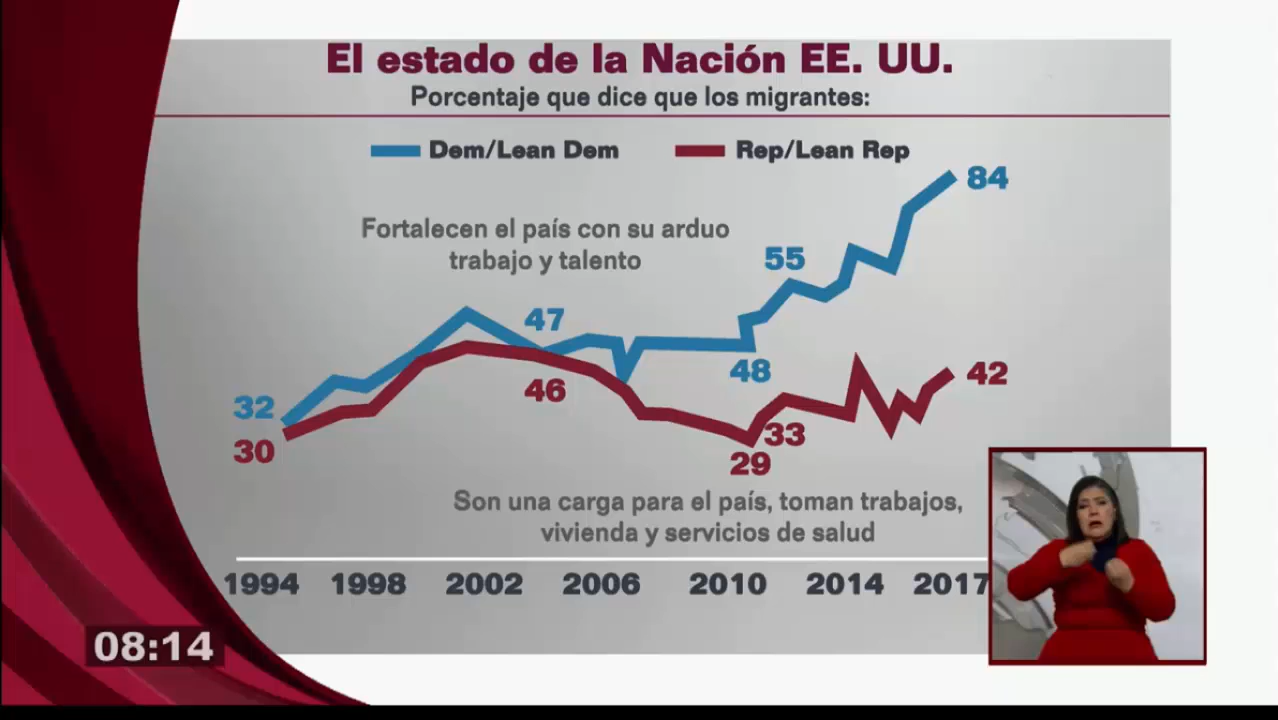 El estado de la Nación EE. UU.
Porcentaje que dice que los migrantes:
Dem/Lean Dem
Rep/Lean Rep
84
Fortalecen el país con su arduo
trabajo y talento
55
47
48
42
46
32
33
30
29
Son una carga para el país, toman trabajos,
vivienda y servicios de salud
1994 1998 2002 2006 2010 2014 2017
08:14